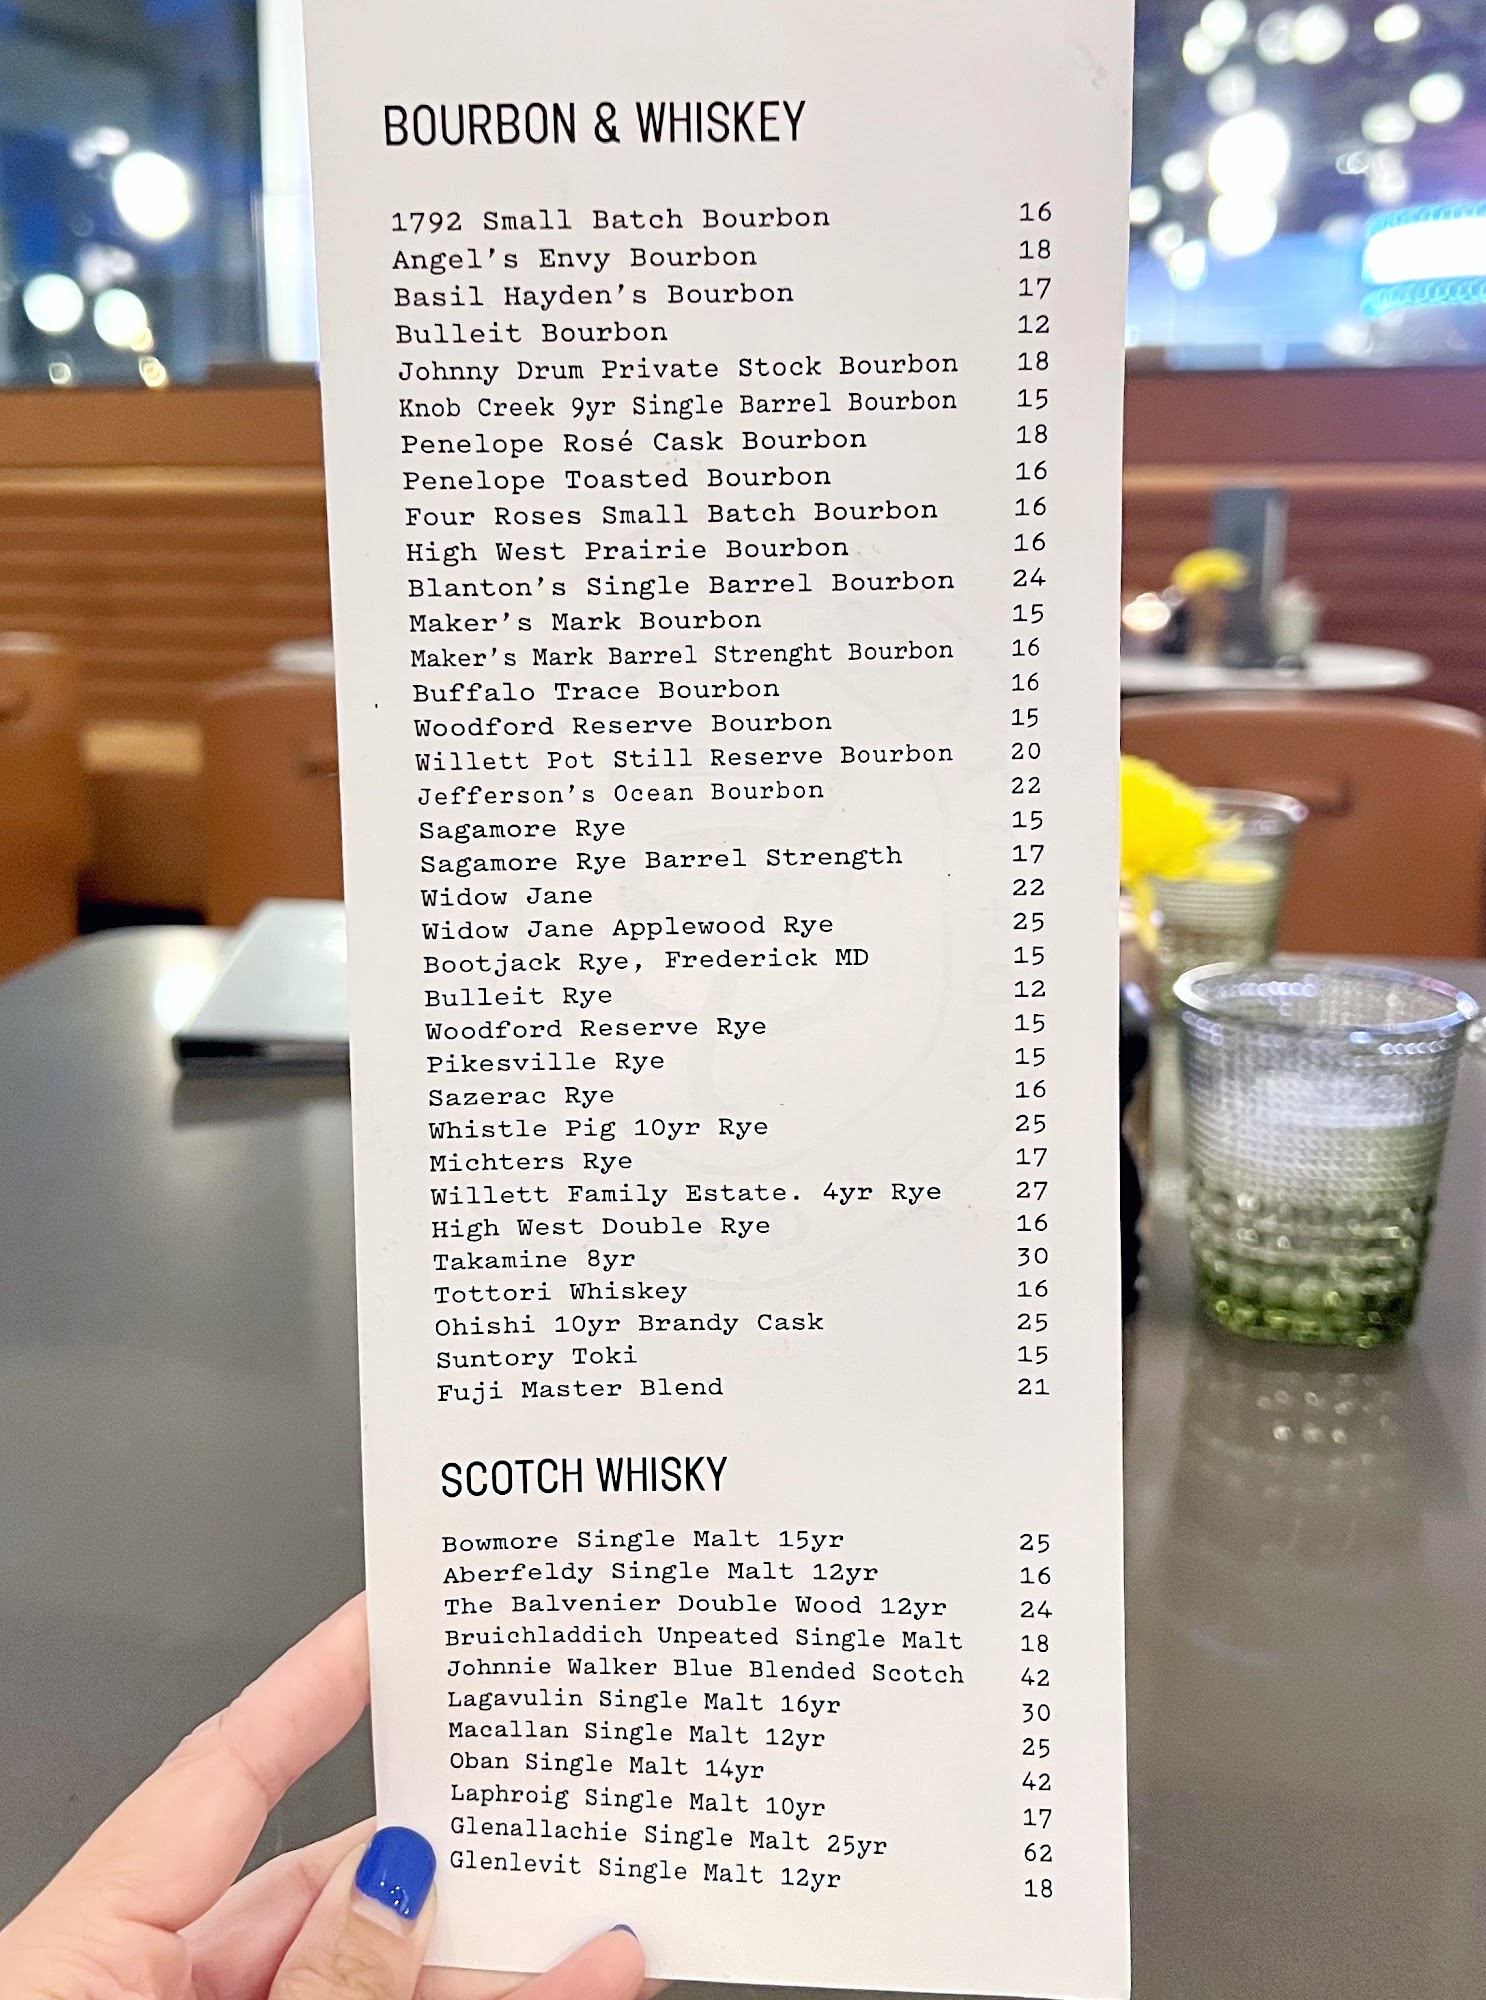 BOURBON & WHISKEY
1792 Small Batch Bourbon 16
Angel's Envy Bourbon 18
Basil Hayden's Bourbon 17
Bulleit Bourbon 12
Johnny Drum Private Stock Bourbon 18
Knob Creek 9yr Single Barrel Bourbon 15
Penelope Rosé Cask Bourbon 18
Penelope Toasted Bourbon 16
Four Roses Small Batch Bourbon 16
High West Prairie Bourbon 16
Blanton's Single Barrel Bourbon 24
Maker's Mark Bourbon 15
Maker's Mark Barrel Strenght Bourbon 16
Buffalo Trace Bourbon 16
Woodford Reserve Bourbon 15
Willett Pot Still Reserve Bourbon 20
Jefferson's Ocean Bourbon 22
Sagamore Rye 15
Sagamore Rye Barrel Strength 17
Widow Jane 22
Widow Jane Applewood Rye 25
Bootjack Rye, Frederick MD 15
Bulleit Rye 12
Woodford Reserve Rye 15
Pikesville Rye 15
Sazerac Rye 16
Whistle Pig 10yr Rye 25
Michters Rye 17
Willett Family Estate. 4yr Rye 27
High West Double Rye 16
Takamine 8yr 30
Tottori Whiskey 16
Ohishi 10yr Brandy Cask 25
Suntory Toki 15
Fuji Master Blend 21
SCOTCH WHISKY
Bowmore Single Malt 15yr 25
Aberfeldy Single Malt 12yr 16
The Balvenier Double Wood 12yr 24
Bruichladdich Unpeated Single Malt 18
Johnnie Walker Blue Blended Scotch 42
Lagavulin Single Malt 16yr 30
Macallan Single Malt 12yr 25
Oban Single Malt 14yr 42
Laphroig Single Malt 10yr 17
Glenallachie Single Malt 25yr 62
Glenlevit Single Malt 12yr 18